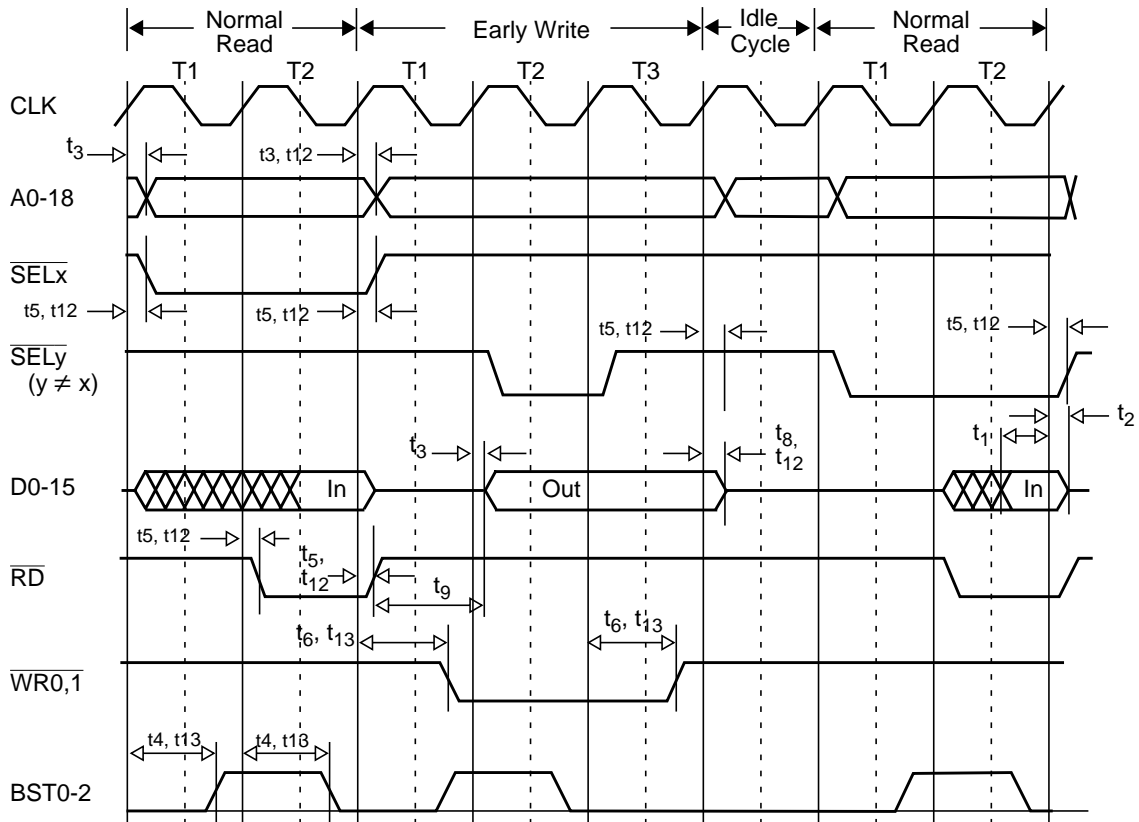 Normal Read
Early Write
Idle Cycle
Normal Read
T1 T2 T1 T2 T3 T1 T2
CLK
t3 t3, t12
A0-18
SELx
t5, t12 t5, t12 t5, t12 t5, t12
SELy
(y ≠ x)
t2
t3 t8, t12 t1
D0-15 In Out In
t5, t12 t5, t12
RD
t9
t6, t13 t6, t13
WR0,1
t4, t13 t4, t13
BST0-2